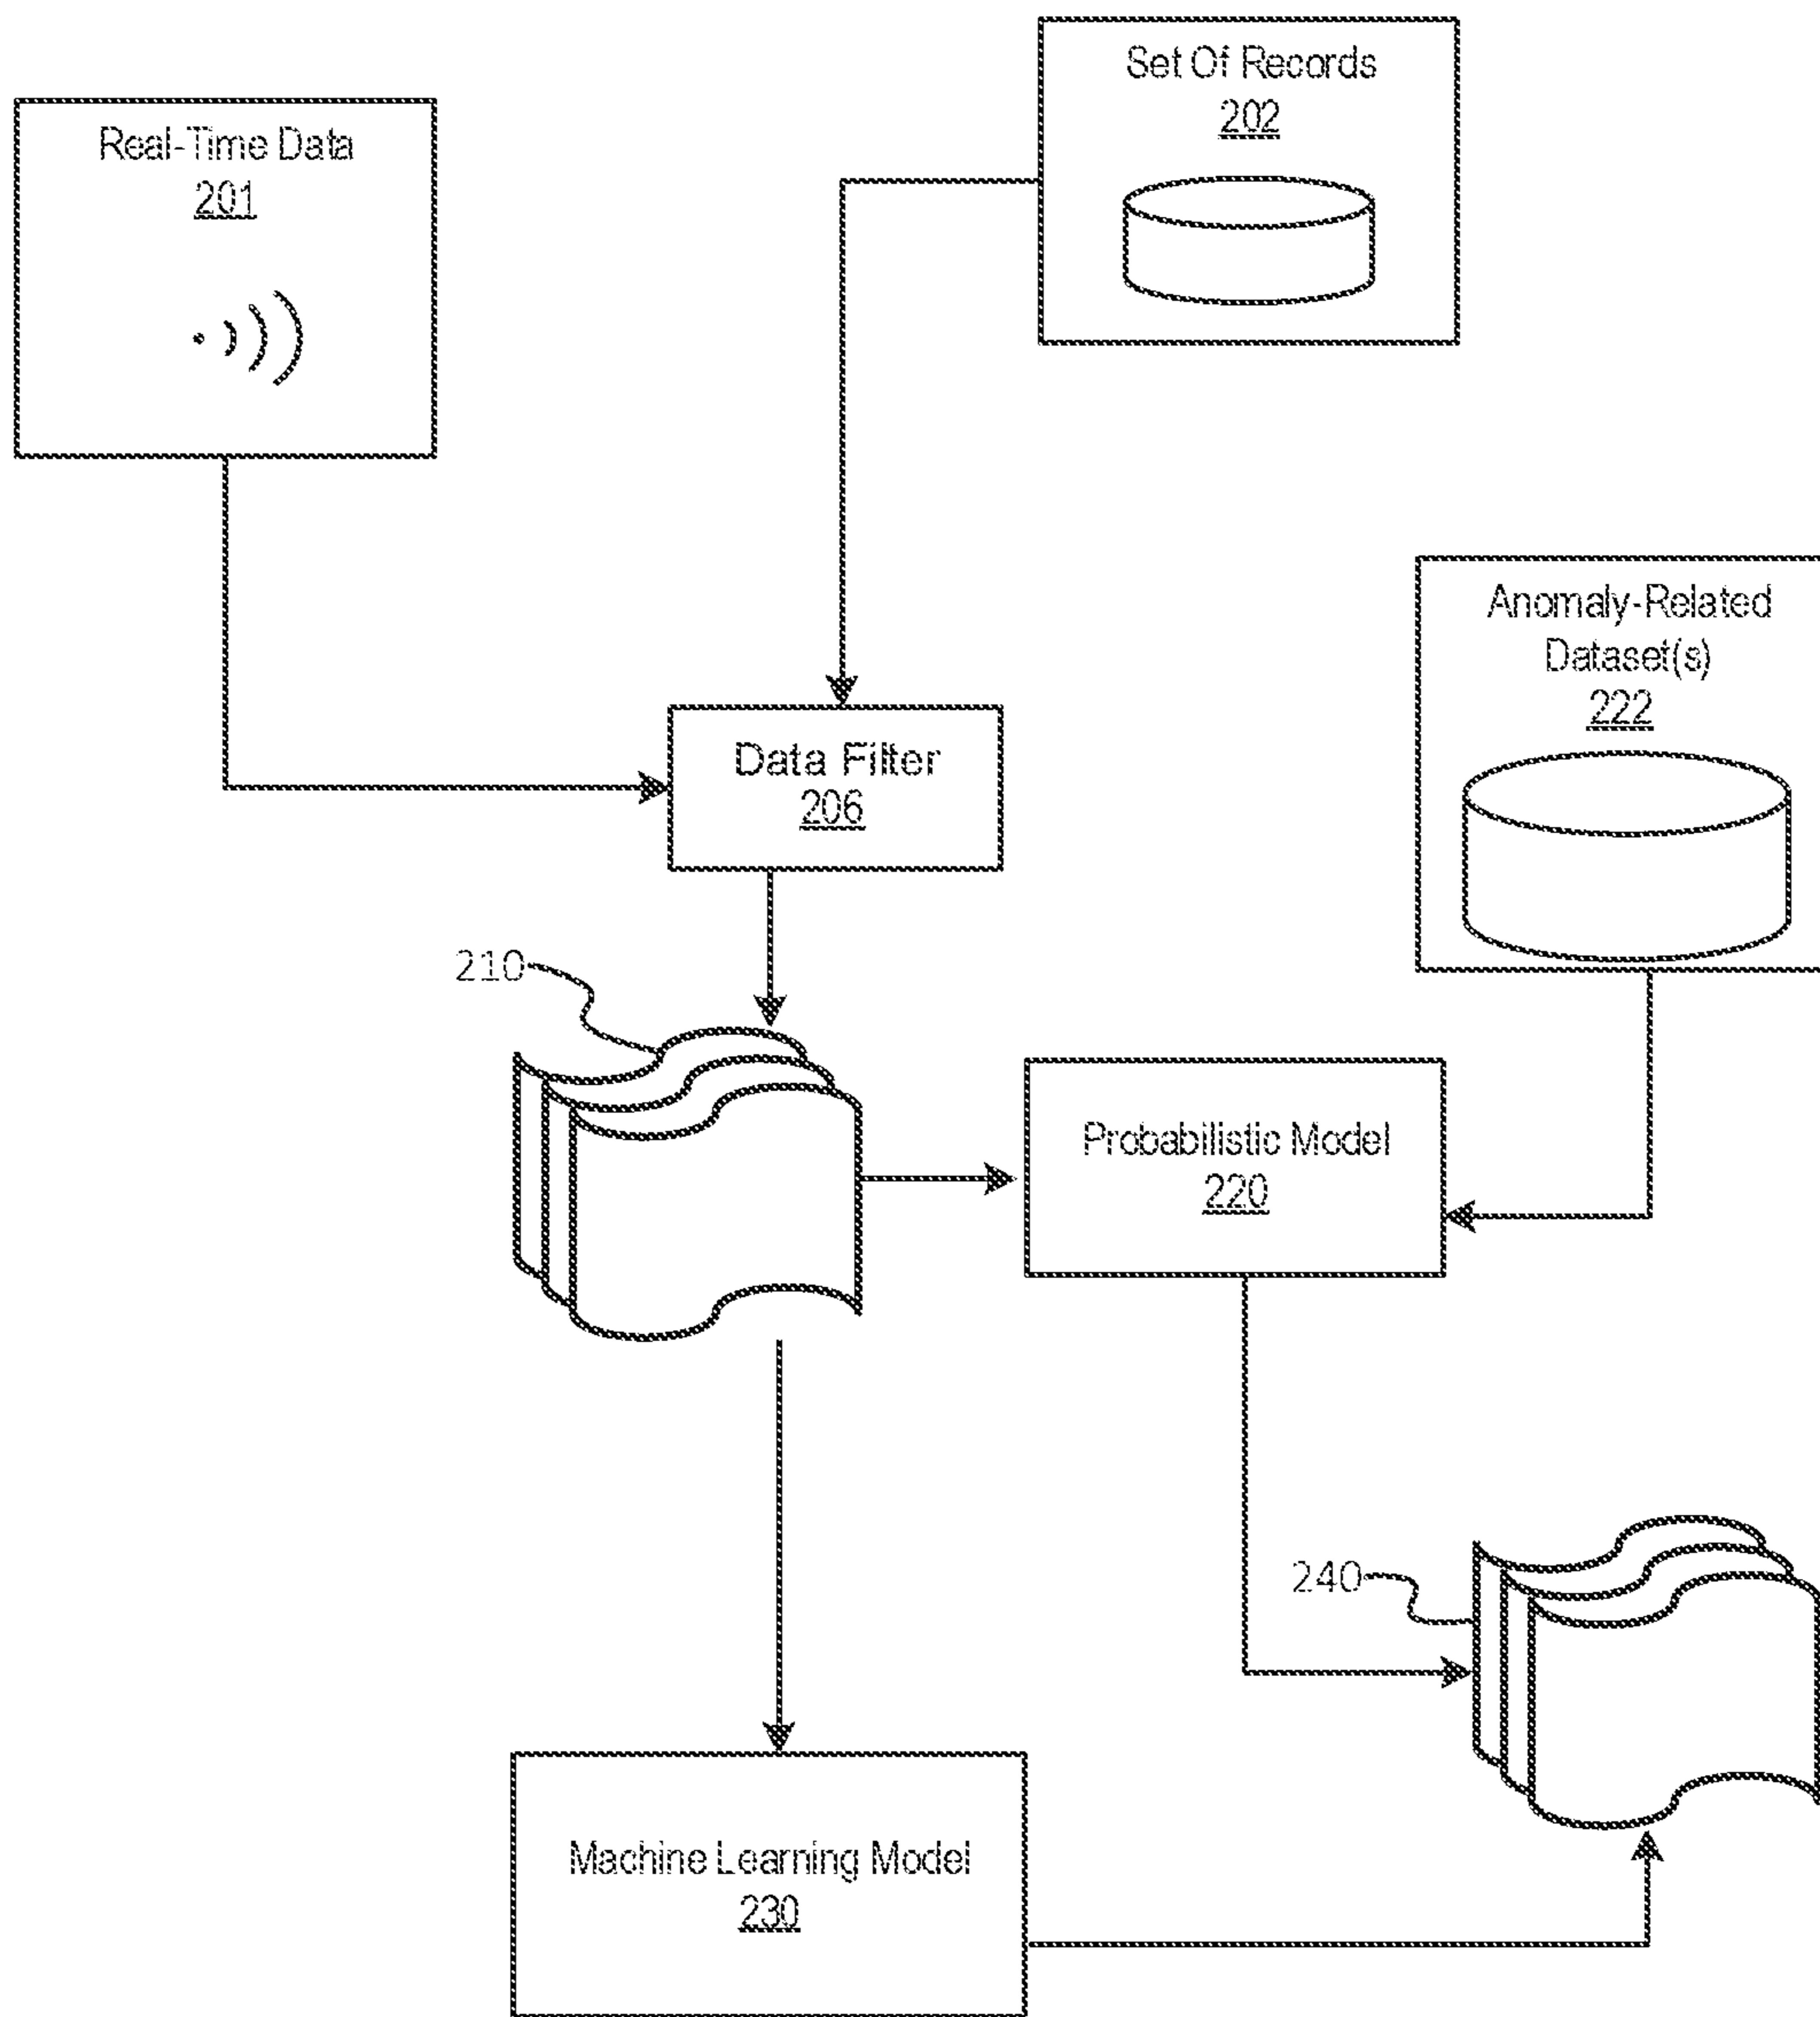 Set Of Records
202
Real-Time Data
201
Anomaly-Related
Dataset(s)
222
Data Filter
206
210
Probabilistic Model
220
240
Machine Learning Model
230